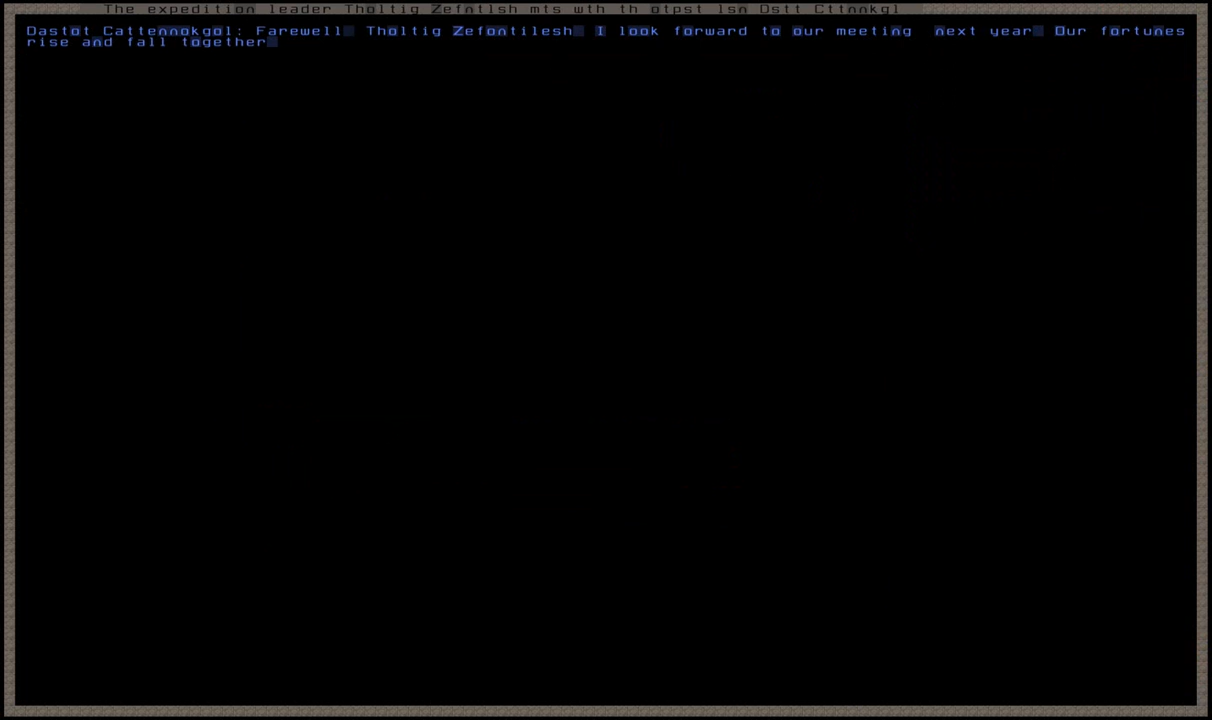 The expedition leader Tholtig Zefntlsh mts wth th otpst lsn Dstt Cttnnkgl
Dastot Cattennokgol: Farewell Tholtig Zefontilesh I look forward to our meeting next year Our fortunes
rise and fall together